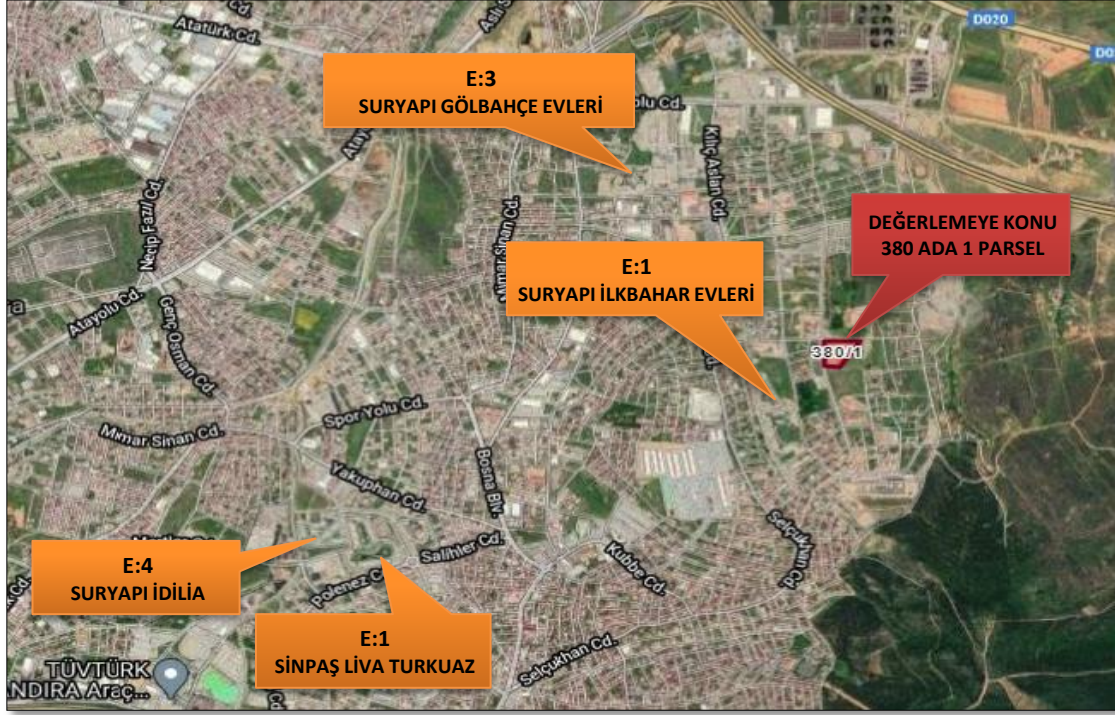 Cd.
Atatürk Cd.
D020
E:3
SURYAPI GÖLBAHÇE EVLERİ
Kılıç Aslan Cd.
Necip Fazıl Cd.
Mimar Sinan Cd.
DEĞERLEMEYE KONU
380 ADA 1 PARSEL
E:1
SURYAPI İLKBAHAR EVLERİ
Atayolu Cd.
Genç Osman Cd.
380/1
Spor Yolu Cd.
Mimar Sinan Cd.
Yakuphan Cd.
Bosna Blv.
Selçukhan Cd.
Salihler Cd.
Kubbe Cd.
E:4
SURYAPI İDİLİA
E:1
SİNPAŞ LİVA TURKUAZ
Selçukhan Cd.
TÜVTÜRK
ANDIRA Araç...